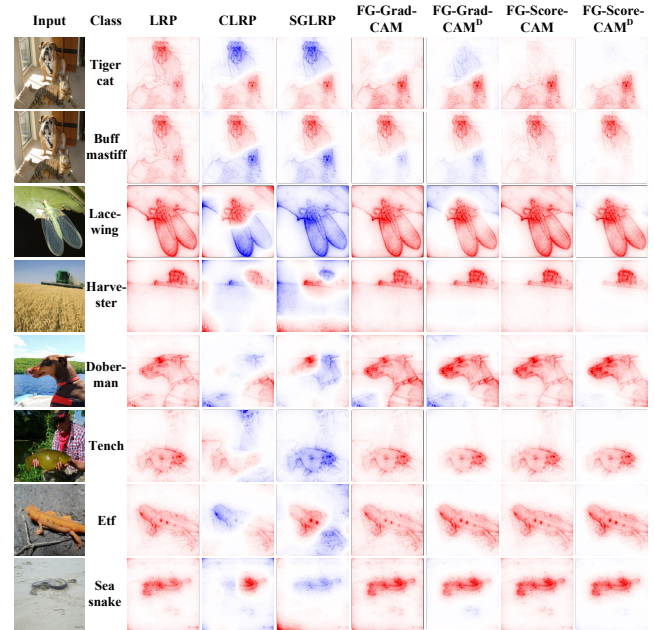 Input Class LRP CLRP SGLRP FG-Grad-CAM FG-Grad-CAMᴰ FG-Score-CAM FG-Score-CAMᴰ
Tiger
cat
Buff
mastiff
Lace-
wing
Harve-
ster
Dober-
man
Tench
Etf
Sea
snake